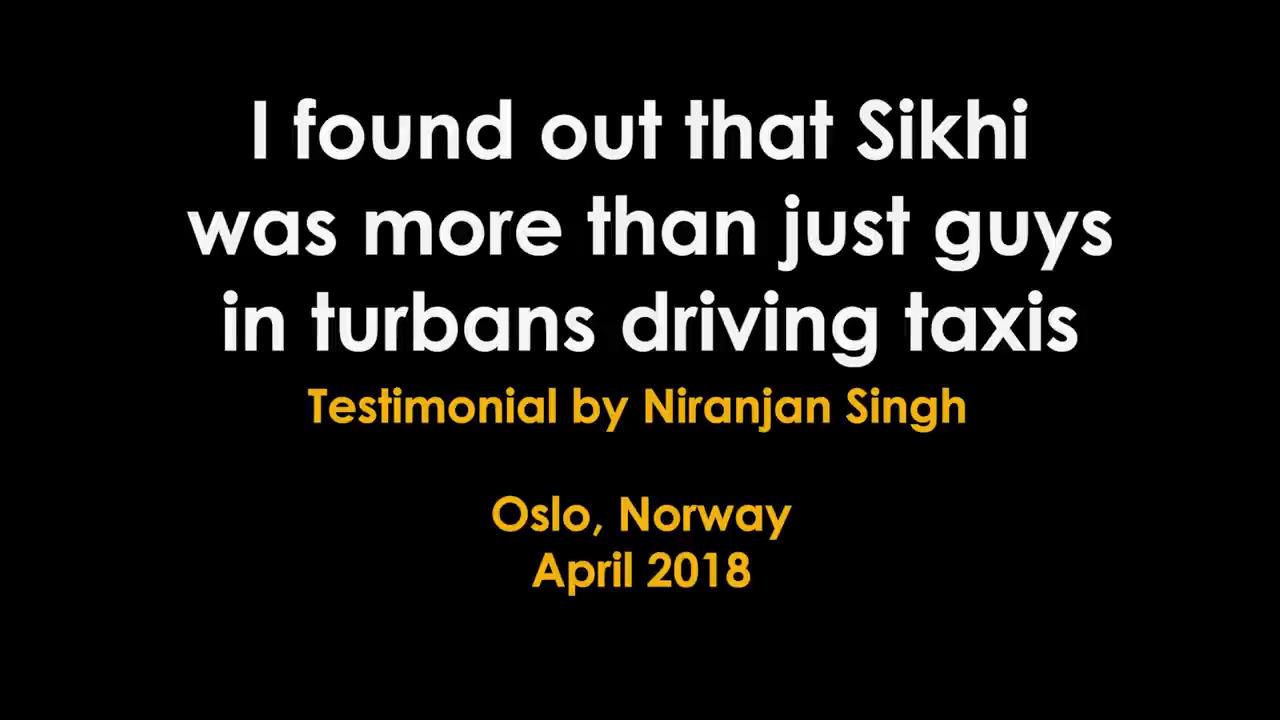 I found out that Sikhi
was more than just guys
in turbans driving taxis
Testimonial by Niranjan Singh
Oslo, Norway
April 2018